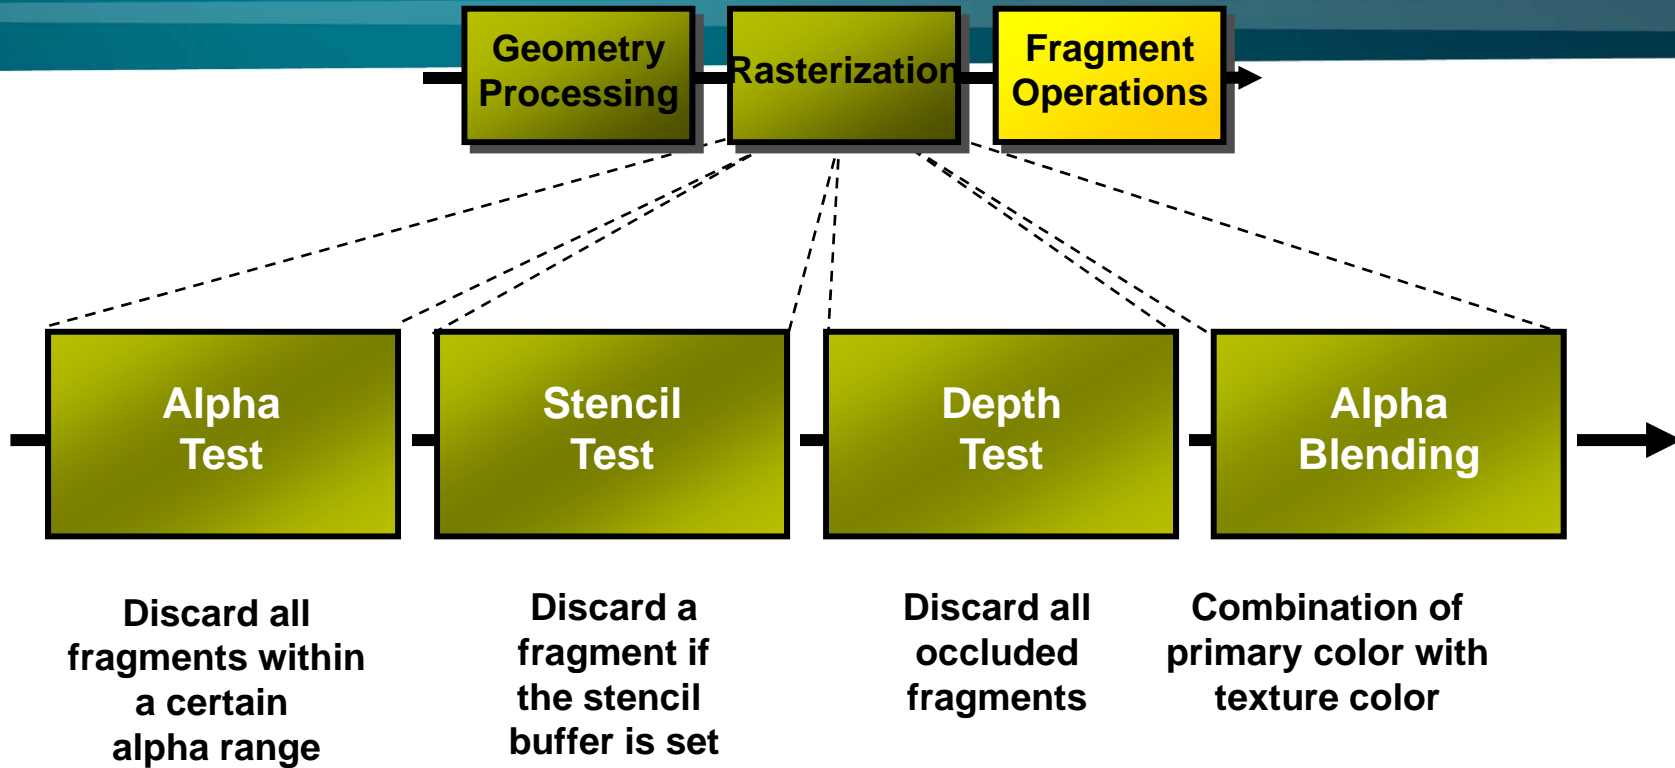 Geometry
Processing
Rasterization
Fragment
Operations
Alpha
Test
Stencil
Test
Depth
Test
Alpha
Blending
Discard all
fragments within
a certain
alpha range
Discard a
fragment if
the stencil
buffer is set
Discard all
occluded
fragments
Combination of
primary color with
texture color